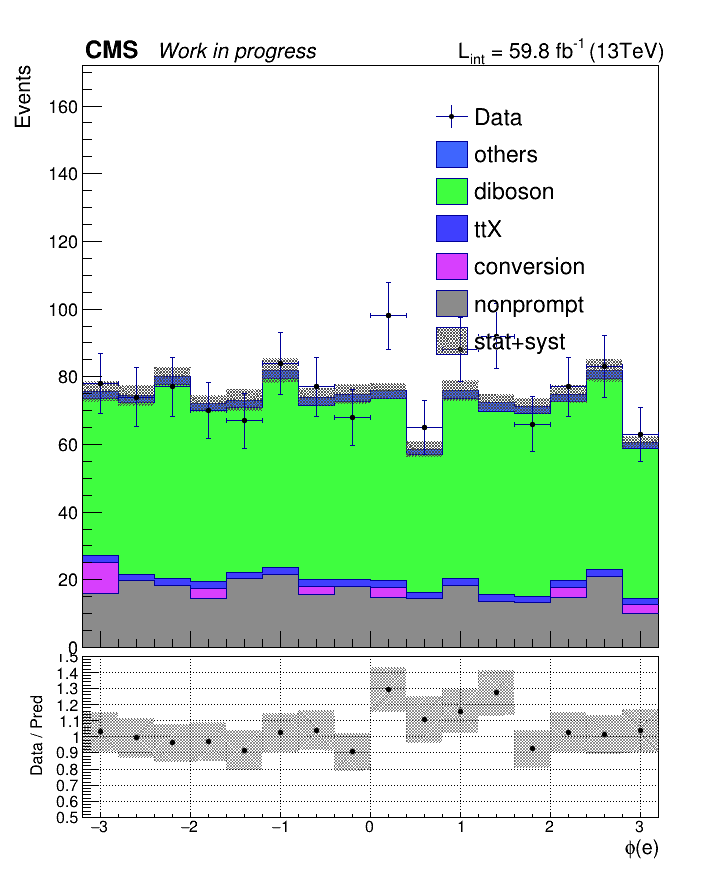 CMS Work in progress L_int = 59.8 fb^-1 (13TeV)
Events
160
140
120
100
80
60
40
20
0
Data
others
diboson
ttX
conversion
nonprompt
stat+syst
Data / Pred
1.5
1.4
1.3
1.2
1.1
1
0.9
0.8
0.7
0.6
0.5
−3 −2 −1 0 1 2 3
ϕ(e)